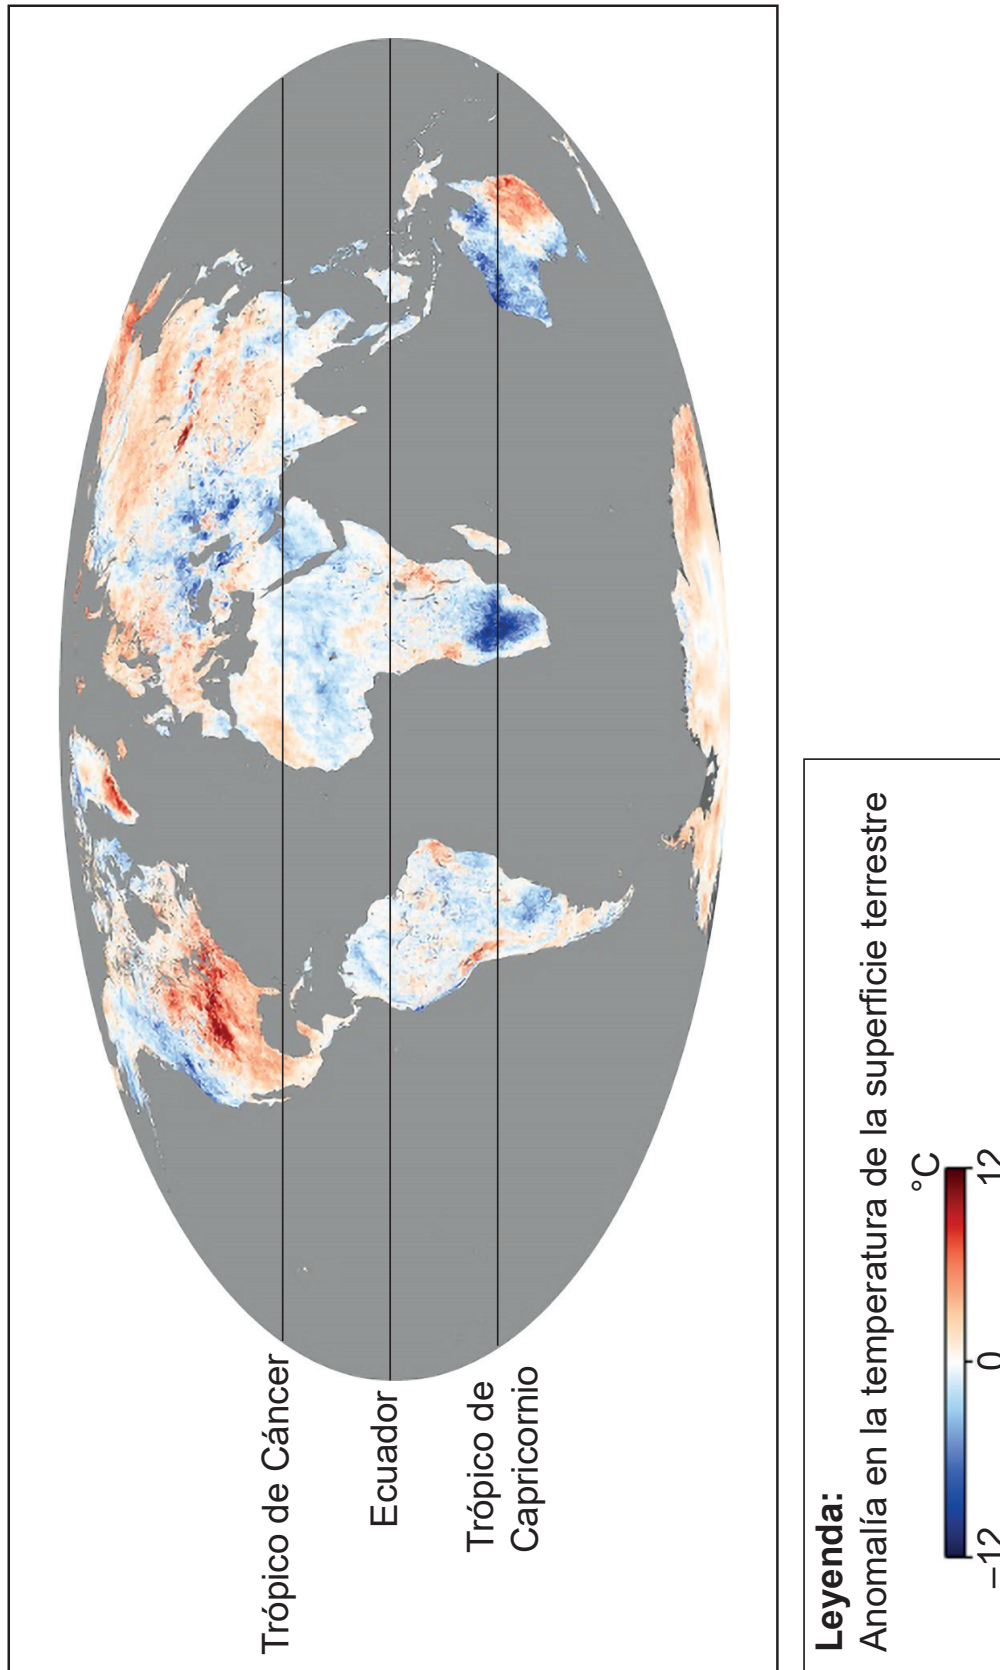 Trópico de Cáncer
Ecuador
Trópico de
Capricornio
Leyenda:
Anomalía en la temperatura de la superficie terrestre
°C
–12
0
12